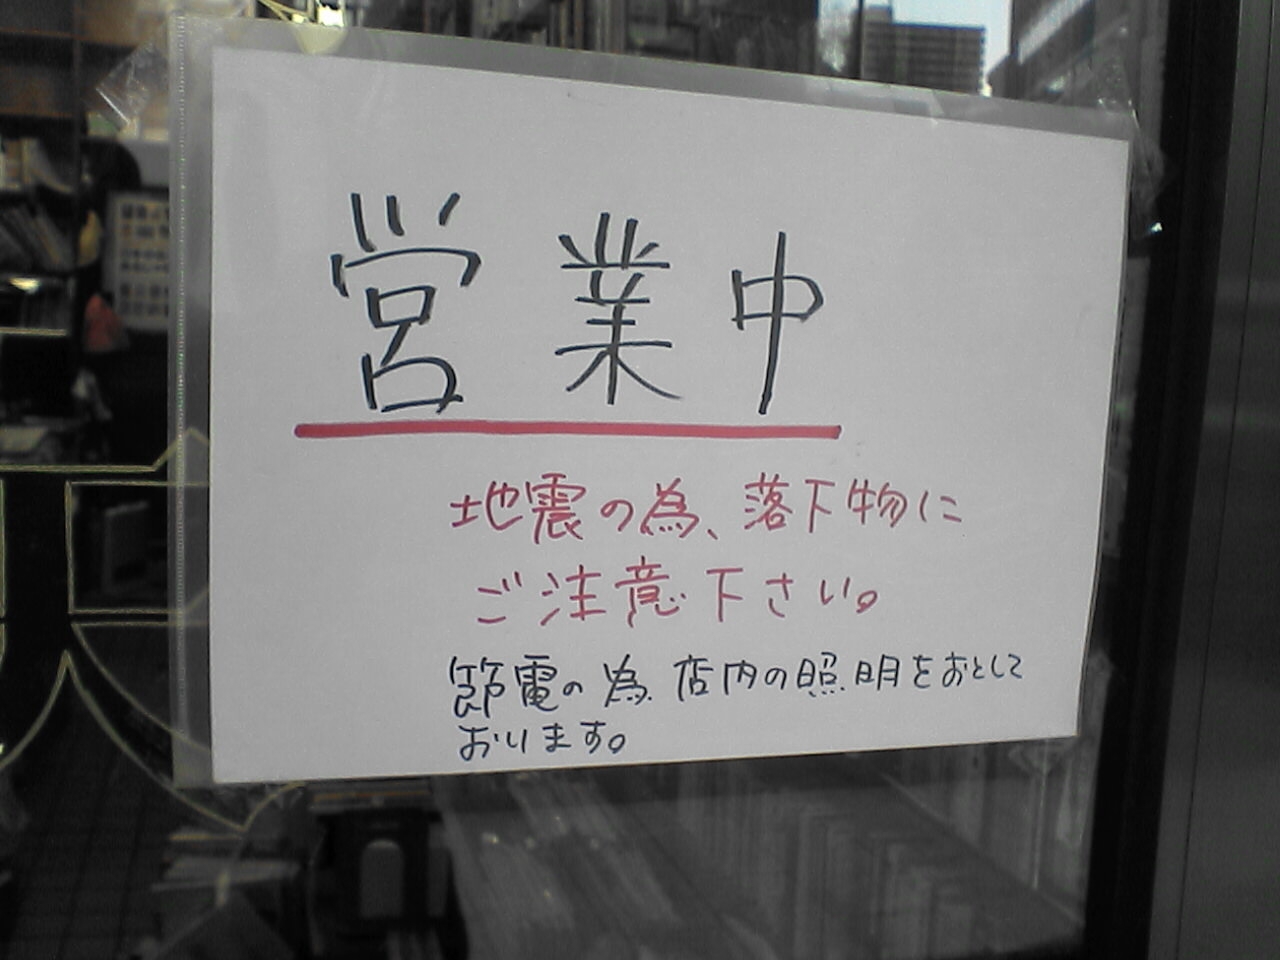 営業中
地震の為、落下物に
ご注意下さい。
節電の為 店内の照明をおとして
おります。